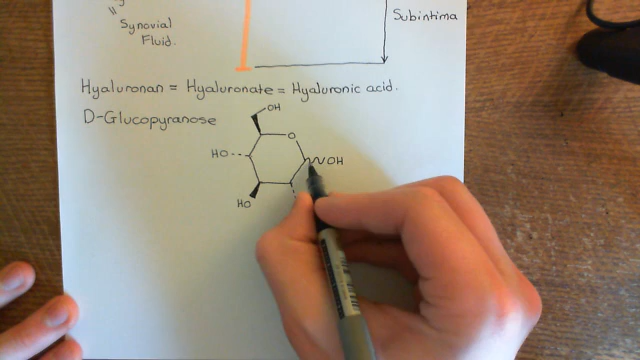 Synovial
Fluid.
Subintima
Hyaluronan = Hyaluronate = Hyaluronic acid.
D-Glucopyranose
OH
O
HO
OH
HO